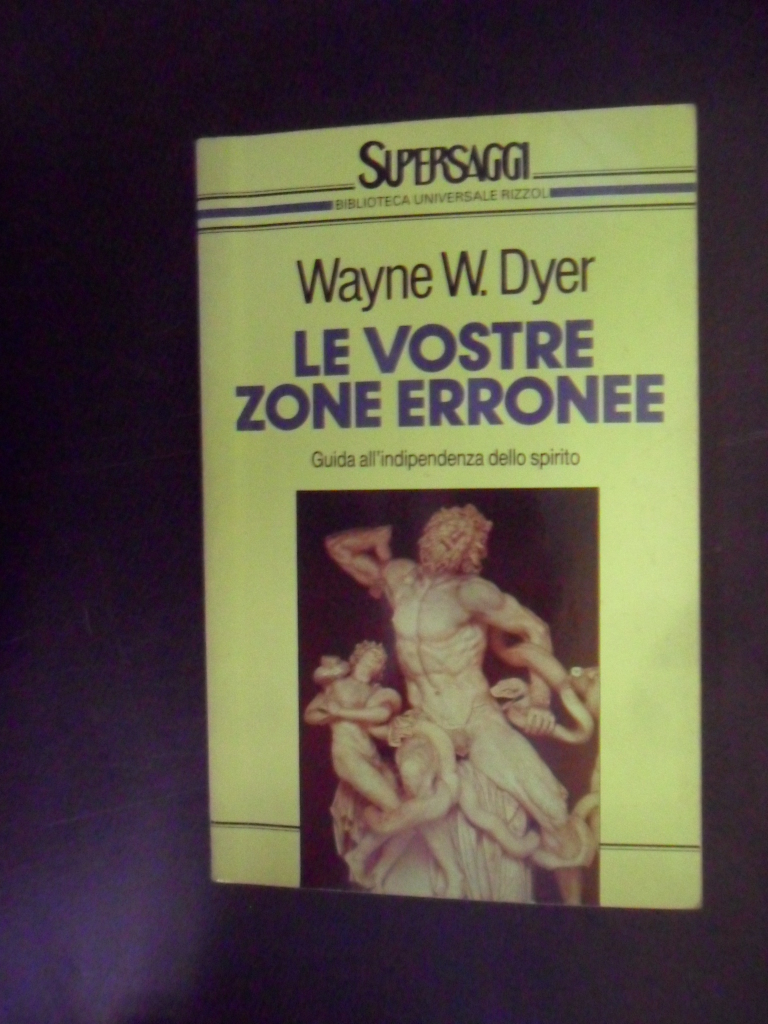 SUPERSAGGI
BIBLIOTECA UNIVERSALE RIZZOLI
Wayne W. Dyer
LE VOSTRE
ZONE ERRONEE
Guida all'indipendenza dello spirito